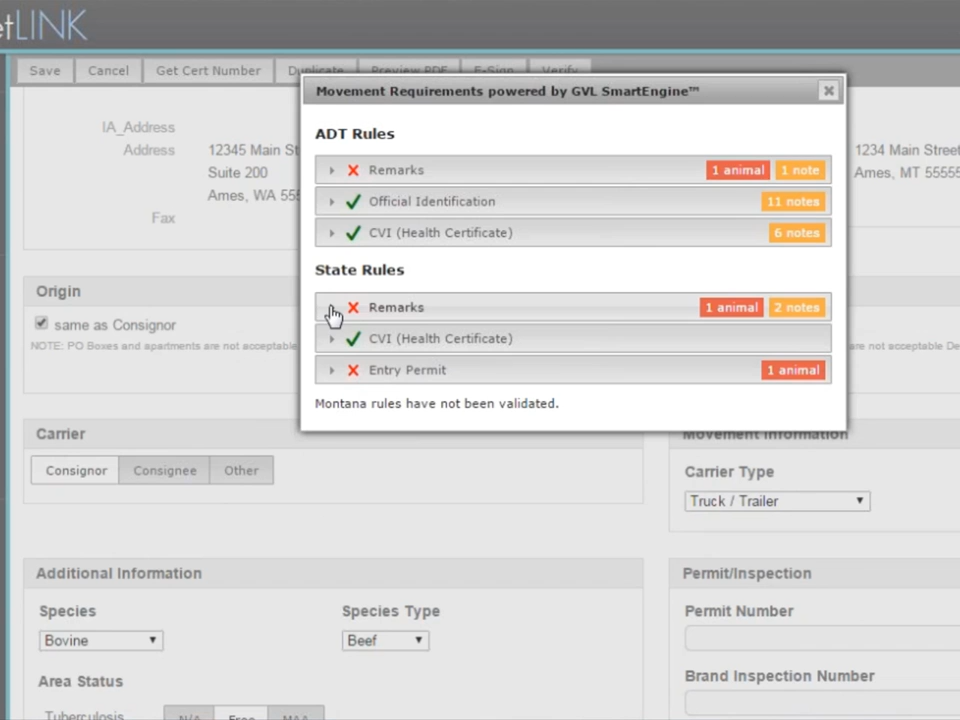 etLINK
Save Cancel Get Cert Number Duplicate Preview PDF E-Sign Verify
Movement Requirements powered by GVL SmartEngine™
ADT Rules
Remarks 1 animal 1 note
Official Identification 11 notes
CVI (Health Certificate) 6 notes
State Rules
Remarks 1 animal 2 notes
CVI (Health Certificate)
Entry Permit 1 animal
Montana rules have not been validated.
IA_Address
Address 12345 Main St
Suite 200
Ames, WA 555
Fax
1234 Main Street
Ames, MT 55555
Origin
same as Consignor
NOTE: PO Boxes and apartments are not acceptable
are not acceptable De
Carrier
Consignor Consignee Other
Movement Information
Carrier Type
Truck / Trailer
Additional Information
Species Species Type
Bovine Beef
Area Status
Tuberculosis N/A Free MAA
Permit/Inspection
Permit Number
Brand Inspection Number